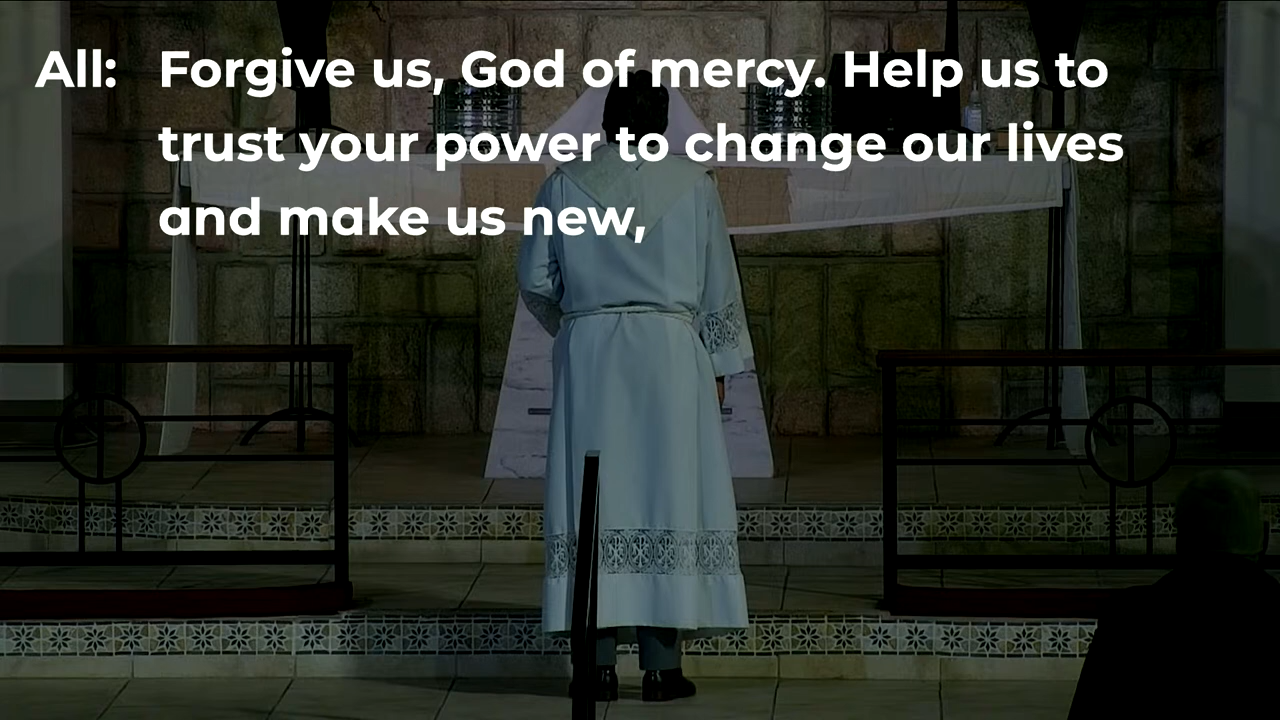 All: Forgive us, God of mercy. Help us to
trust your power to change our lives
and make us new,